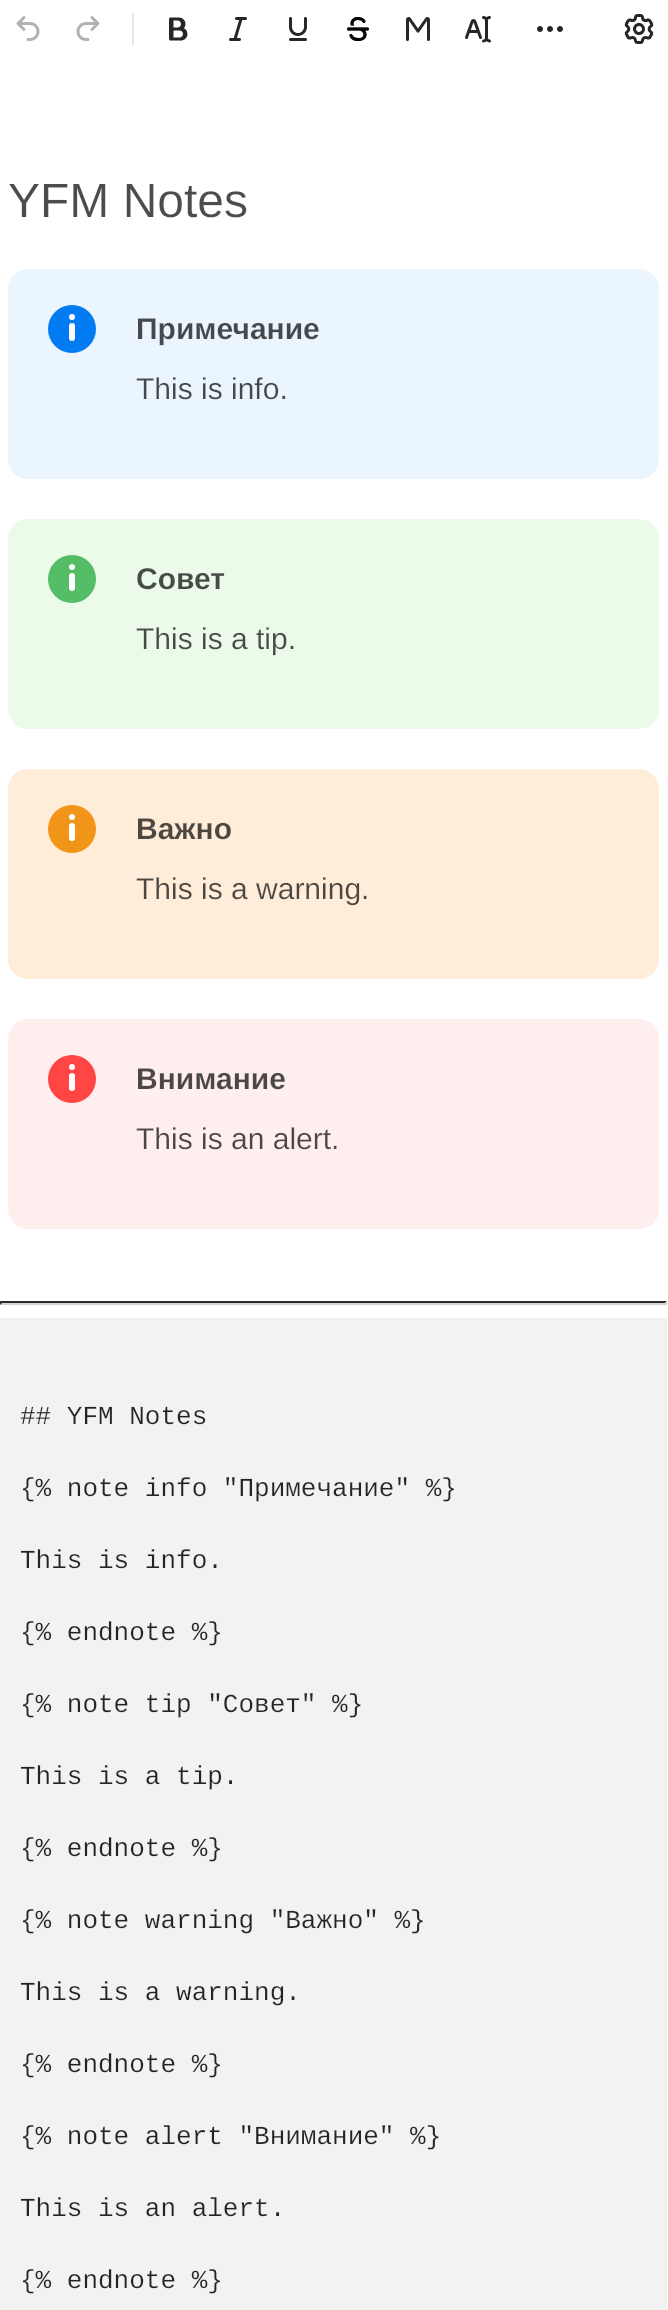 YFM Notes
Примечание
This is info.
Совет
This is a tip.
Важно
This is a warning.
Внимание
This is an alert.
## YFM Notes
{% note info "Примечание" %}
This is info.
{% endnote %}
{% note tip "Совет" %}
This is a tip.
{% endnote %}
{% note warning "Важно" %}
This is a warning.
{% endnote %}
{% note alert "Внимание" %}
This is an alert.
{% endnote %}